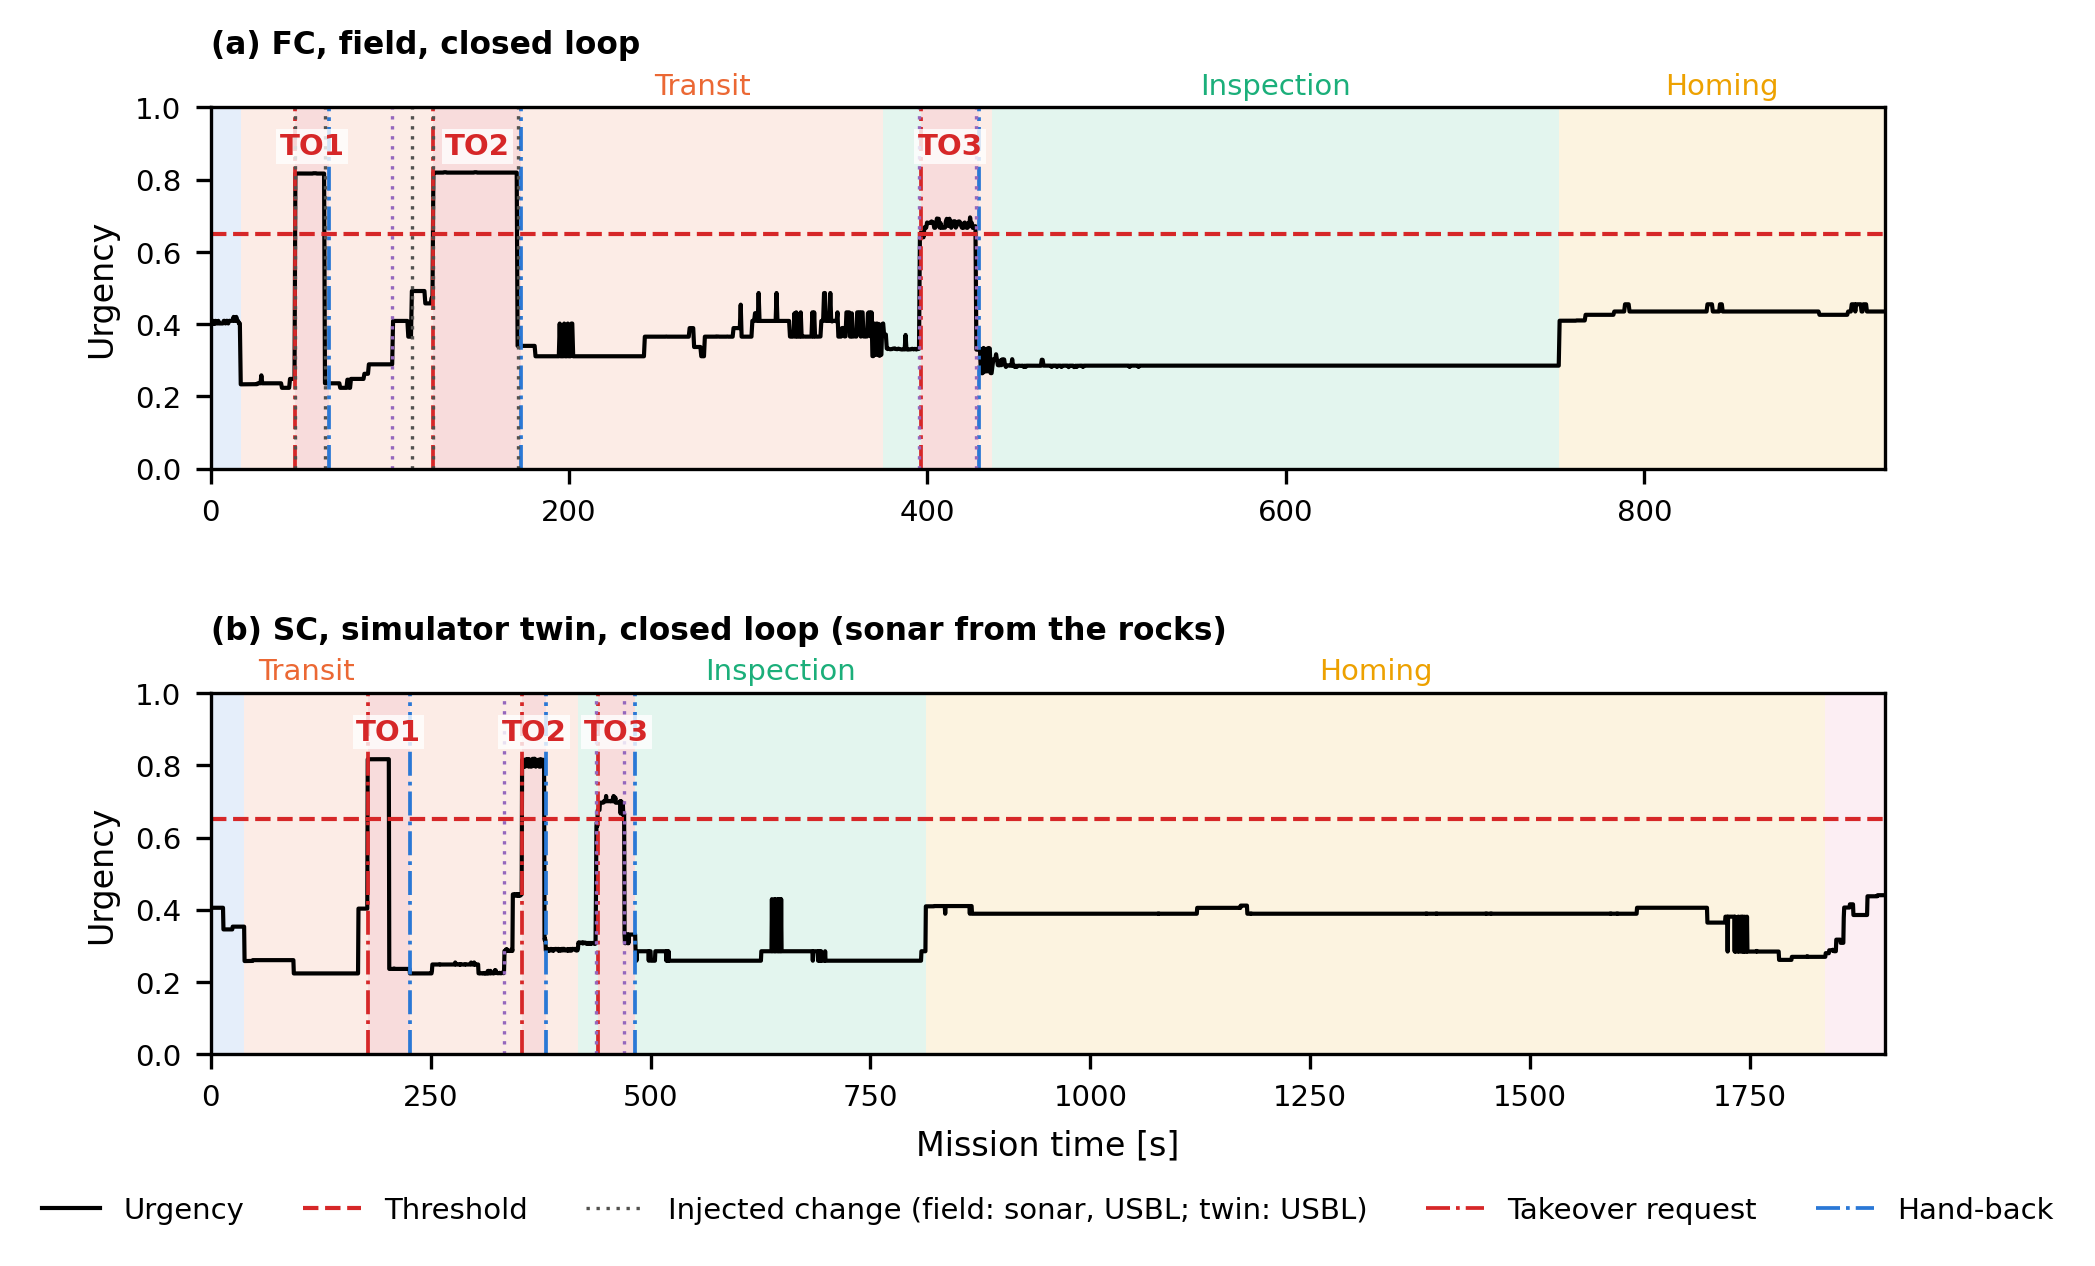 (a) FC, field, closed loop
Transit Inspection Homing
1.0
TO1 TO2 TO3
0.8
0.6
Urgency
0.4
0.2
0.0
0 200 400 600 800
(b) SC, simulator twin, closed loop (sonar from the rocks)
Transit Inspection Homing
1.0
TO1 TO2 TO3
0.8
0.6
Urgency
0.4
0.2
0.0
0 250 500 750 1000 1250 1500 1750
Mission time [s]
Urgency Threshold Injected change (field: sonar, USBL; twin: USBL) Takeover request Hand-back